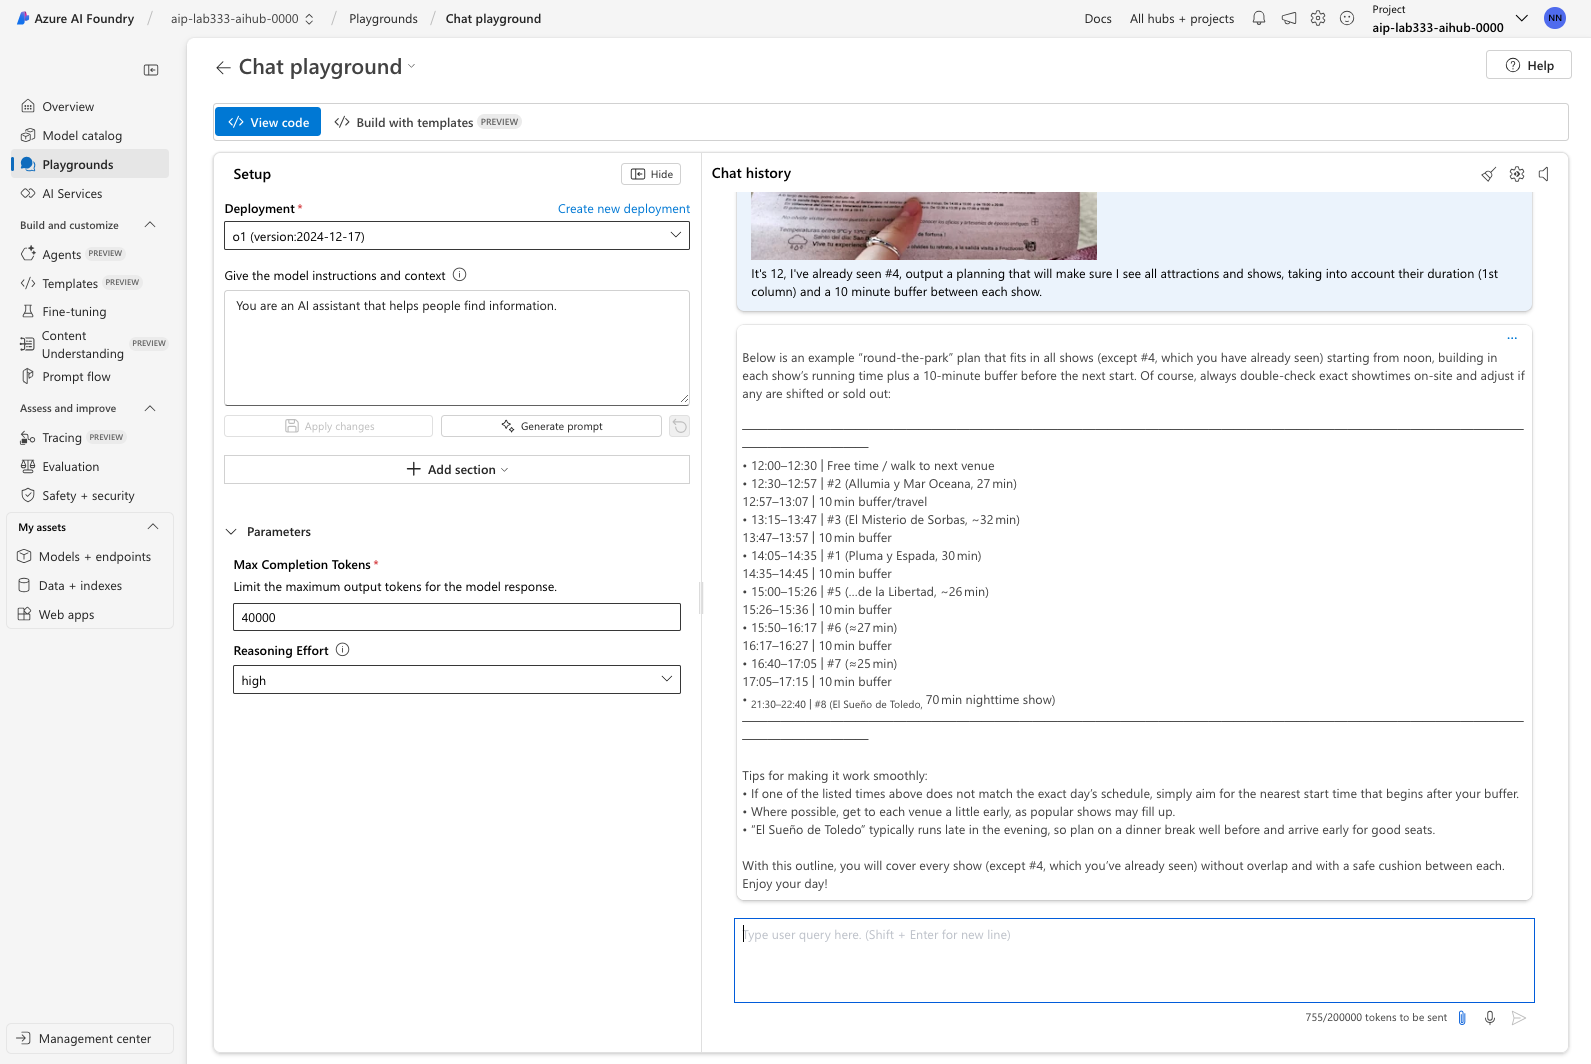 Azure AI Foundry / aip-lab333-aihub-0000 / Playgrounds / Chat playground
Docs All hubs + projects
Project
aip-lab333-aihub-0000
NN
Chat playground
Help
Overview
Model catalog
Playgrounds
AI Services
Build and customize
Agents PREVIEW
Templates PREVIEW
Fine-tuning
Content
Understanding PREVIEW
Prompt flow
Assess and improve
Tracing PREVIEW
Evaluation
Safety + security
My assets
Models + endpoints
Data + indexes
Web apps
Management center
View code
Build with templates PREVIEW
Setup
Hide
Deployment*
Create new deployment
o1 (version:2024-12-17)
Give the model instructions and context
You are an AI assistant that helps people find information.
Apply changes
Generate prompt
Add section
Parameters
Max Completion Tokens*
Limit the maximum output tokens for the model response.
40000
Reasoning Effort
high
Chat history
It's 12, I've already seen #4, output a planning that will make sure I see all attractions and shows, taking into account their duration (1st
column) and a 10 minute buffer between each show.
...
Below is an example “round-the-park” plan that fits in all shows (except #4, which you have already seen) starting from noon, building in
each show’s running time plus a 10-minute buffer before the next start. Of course, always double-check exact showtimes on-site and adjust if
any are shifted or sold out:
• 12:00–12:30 | Free time / walk to next venue
• 12:30–12:57 | #2 (Allumia y Mar Oceana, 27 min)
12:57–13:07 | 10 min buffer/travel
• 13:15–13:47 | #3 (El Misterio de Sorbas, ~32 min)
13:47–13:57 | 10 min buffer
• 14:05–14:35 | #1 (Pluma y Espada, 30 min)
14:35–14:45 | 10 min buffer
• 15:00–15:26 | #5 (…de la Libertad, ~26 min)
15:26–15:36 | 10 min buffer
• 15:50–16:17 | #6 (≈27 min)
16:17–16:27 | 10 min buffer
• 16:40–17:05 | #7 (≈25 min)
17:05–17:15 | 10 min buffer
• 21:30–22:40 | #8 (El Sueño de Toledo, 70 min nighttime show)
Tips for making it work smoothly:
• If one of the listed times above does not match the exact day’s schedule, simply aim for the nearest start time that begins after your buffer.
• Where possible, get to each venue a little early, as popular shows may fill up.
• “El Sueño de Toledo” typically runs late in the evening, so plan on a dinner break well before and arrive early for good seats.
With this outline, you will cover every show (except #4, which you’ve already seen) without overlap and with a safe cushion between each.
Enjoy your day!
Type user query here. (Shift + Enter for new line)
755/200000 tokens to be sent